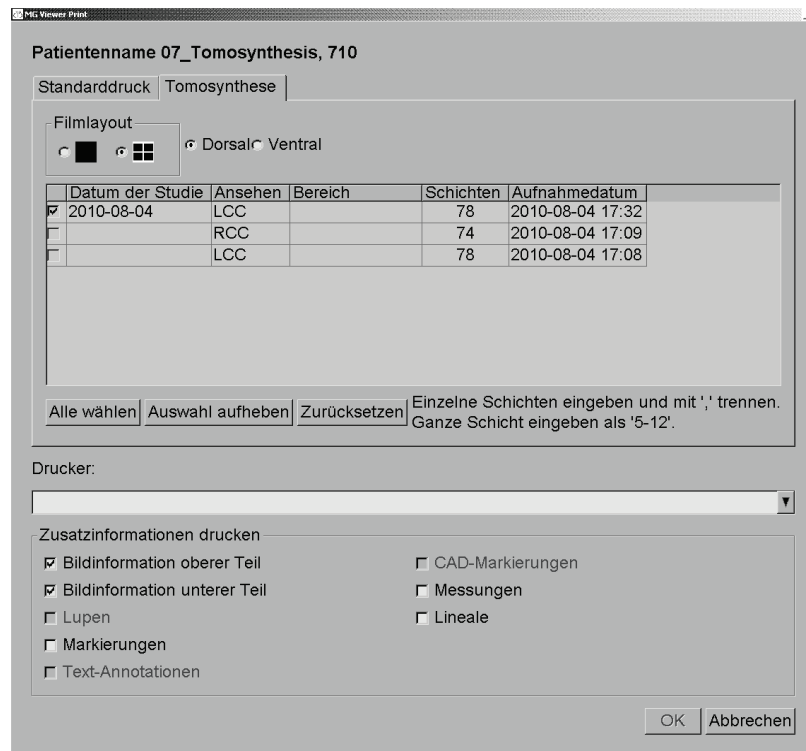 MG Viewer Print
Patientenname 07_Tomosynthesis, 710
Standarddruck Tomosynthese
Filmlayout
Dorsal Ventral
Datum der Studie Ansehen Bereich Schichten Aufnahmedatum
2010-08-04 LCC 78 2010-08-04 17:32
RCC 74 2010-08-04 17:09
LCC 78 2010-08-04 17:08
Alle wählen Auswahl aufheben Zurücksetzen
Einzelne Schichten eingeben und mit ',' trennen.
Ganze Schicht eingeben als '5-12'.
Drucker:
Zusatzinformationen drucken
Bildinformation oberer Teil CAD-Markierungen
Bildinformation unterer Teil Messungen
Lupen Lineale
Markierungen
Text-Annotationen
OK Abbrechen